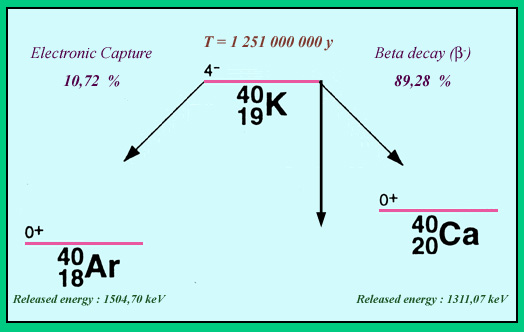 T = 1 251 000 000 y
Electronic Capture
10,72 %
Beta decay (β-)
89,28 %
4−
40
19K
0+
40
18Ar
Released energy : 1504,70 keV
0+
40
20Ca
Released energy : 1311,07 keV